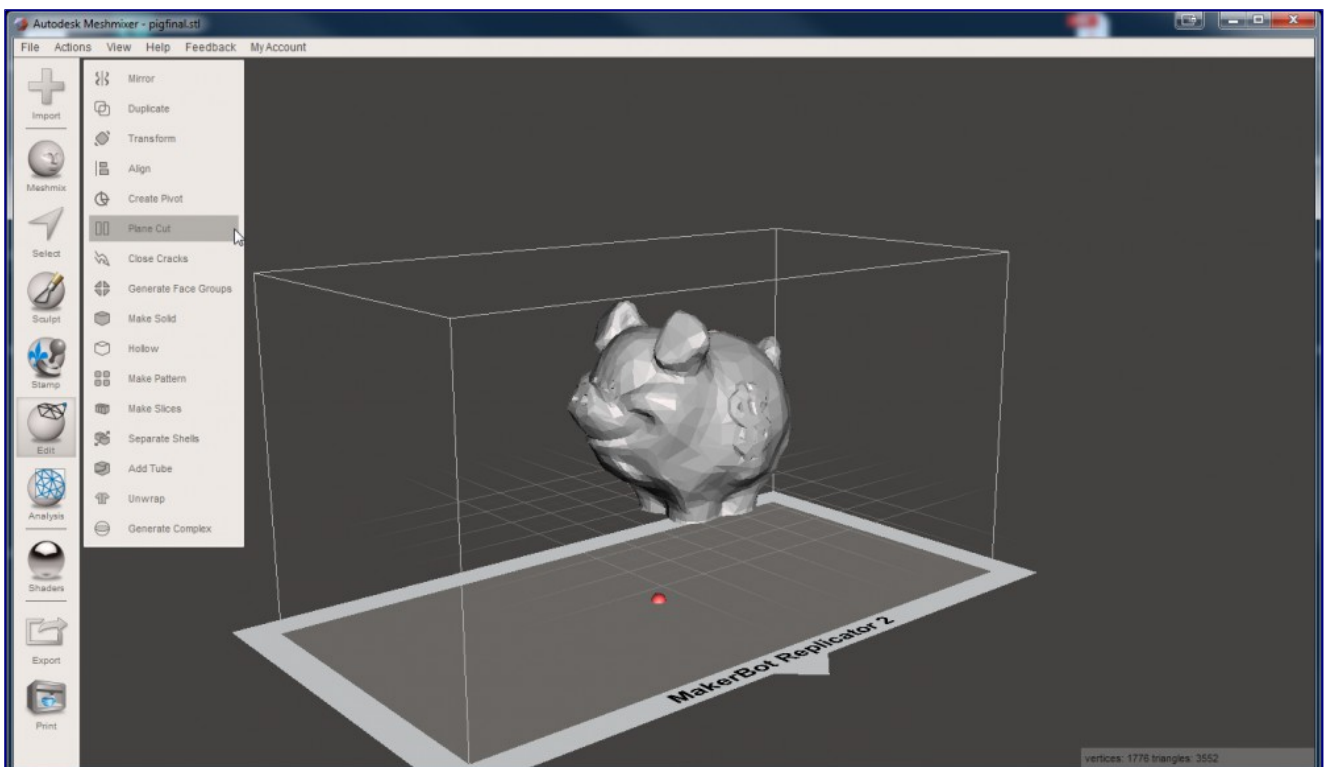 Autodesk Meshmixer - pigfinal.stl
File Actions View Help Feedback My Account
Import
Meshmix
Select
Sculpt
Stamp
Edit
Analysis
Shaders
Export
Print
Mirror
Duplicate
Transform
Align
Create Pivot
Plane Cut
Close Cracks
Generate Face Groups
Make Solid
Hollow
Make Pattern
Make Slices
Separate Shells
Add Tube
Unwrap
Generate Complex
$
MakerBot Replicator 2
vertices: 1776 triangles: 3552